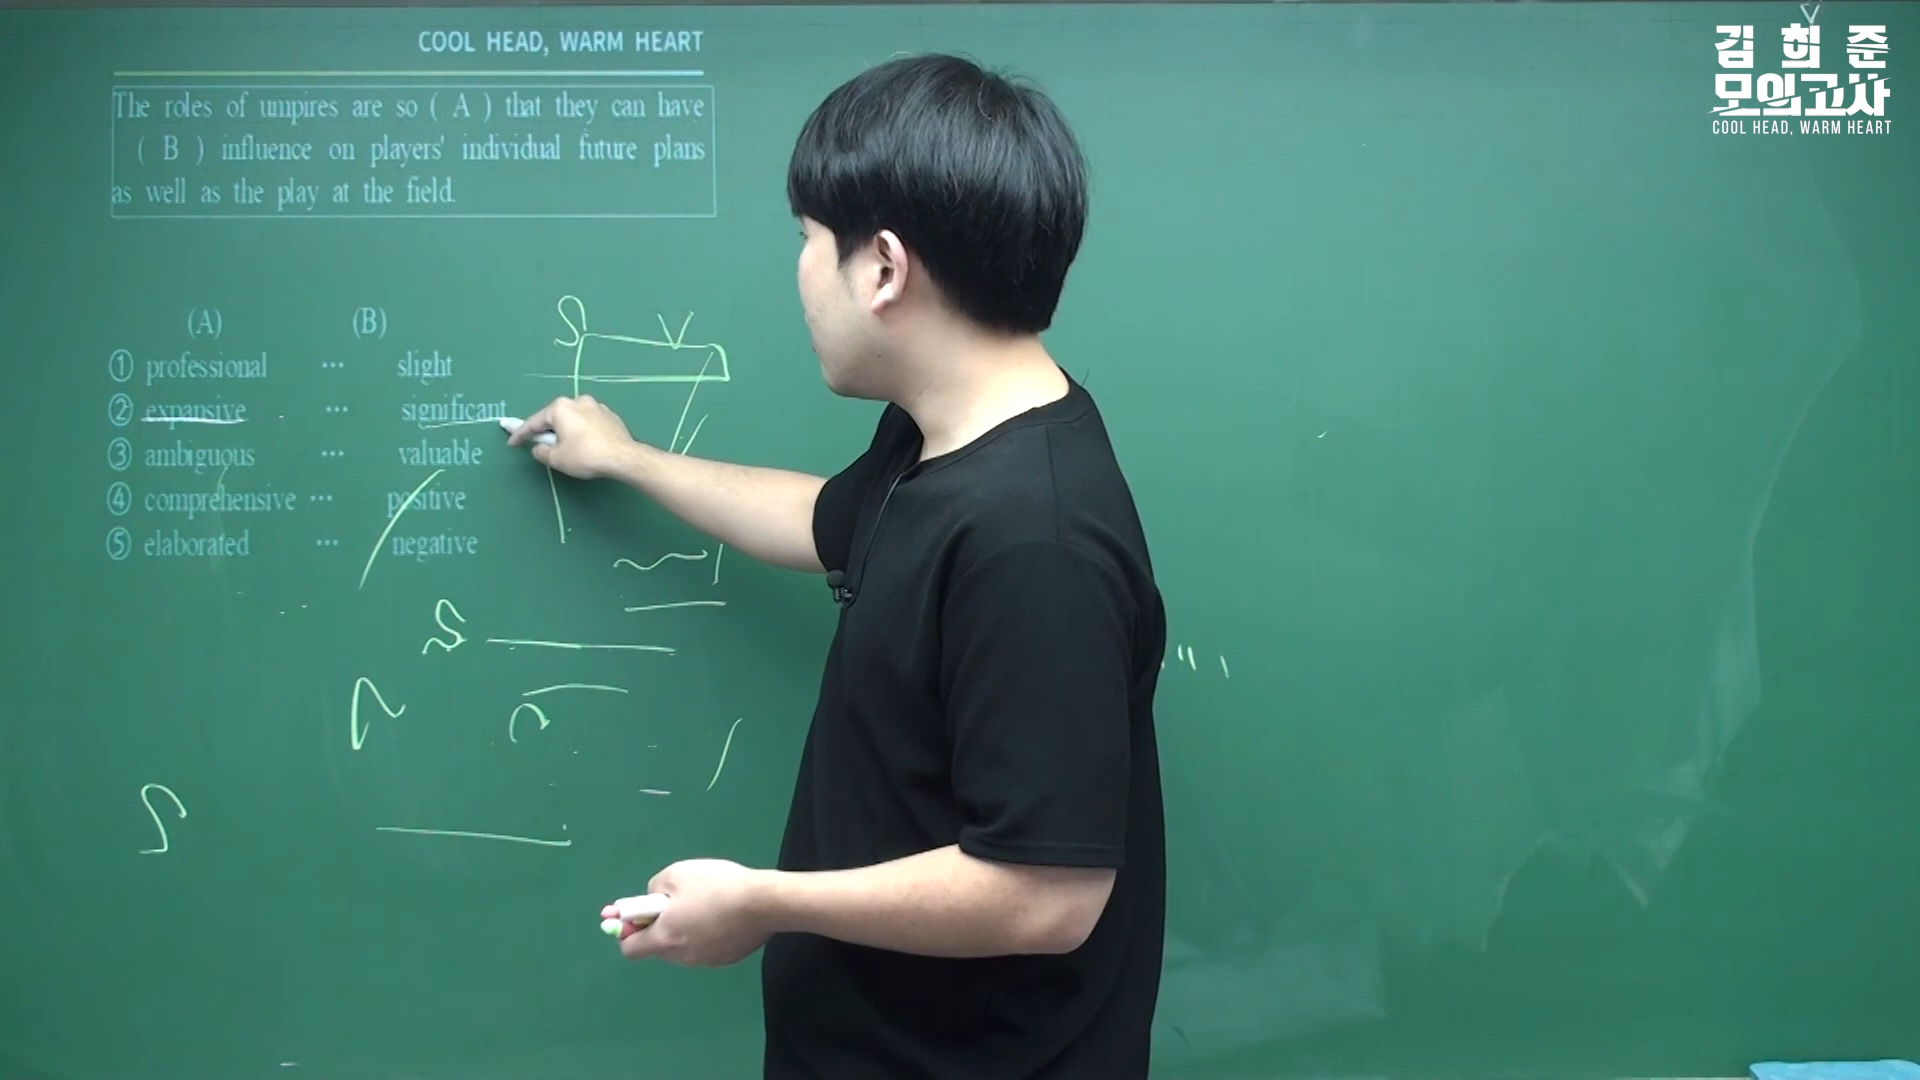 COOL HEAD, WARM HEART
The roles of umpires are so ( A ) that they can have
( B ) influence on players' individual future plans
as well as the play at the field.
(A) (B)
① professional ··· slight
② expansive ··· significant
③ ambiguous ··· valuable
④ comprehensive ··· positive
⑤ elaborated ··· negative
S V
김희준
모의고사
COOL HEAD, WARM HEART